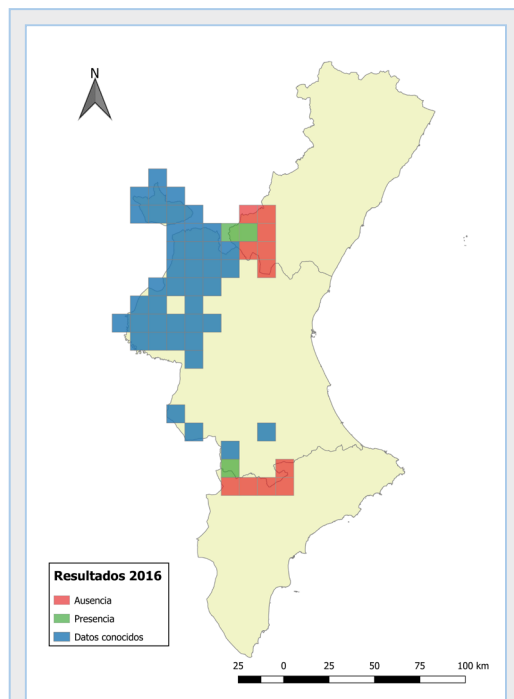 N
Resultados 2016
Ausencia
Presencia
Datos conocidos
25 0 25 50 75 100 km